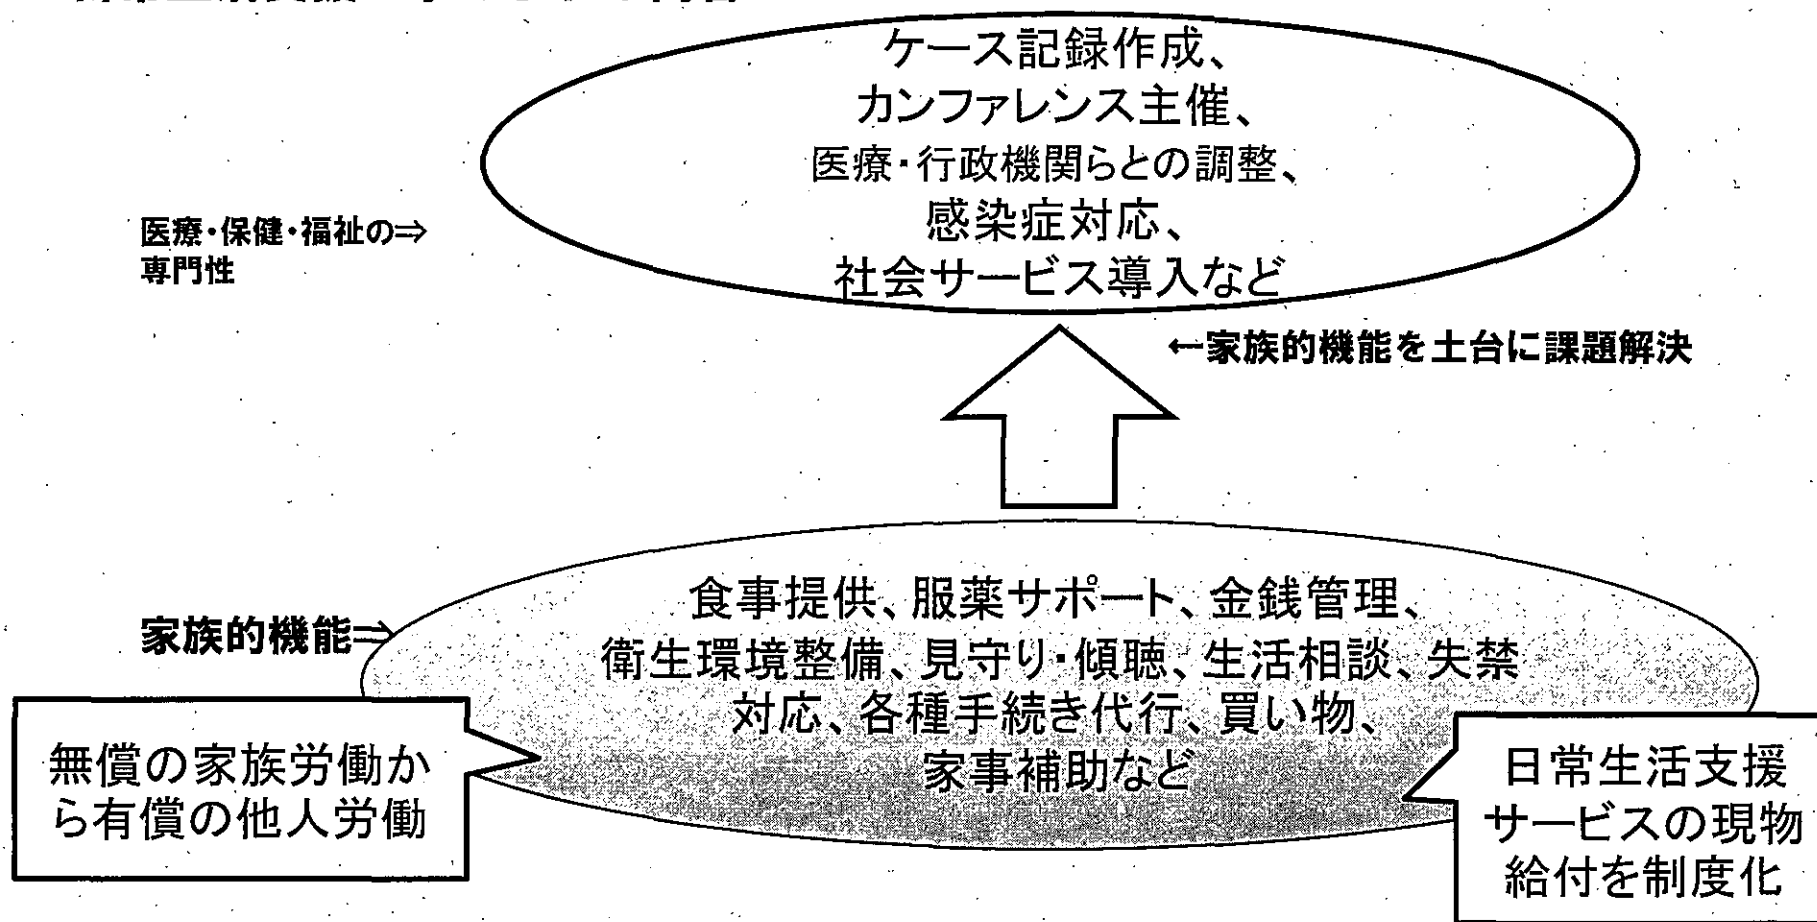 ケース記録作成、
カンファレンス主催、
医療・行政機関らとの調整、
感染症対応、
社会サービス導入など
医療・保健・福祉の⇒
専門性
←家族的機能を土台に課題解決
家族的機能⇒
食事提供、服薬サポート、金銭管理、
衛生環境整備、見守り・傾聴、生活相談、失禁
対応、各種手続き代行、買い物、
家事補助など
無償の家族労働か
ら有償の他人労働
日常生活支援
サービスの現物
給付を制度化